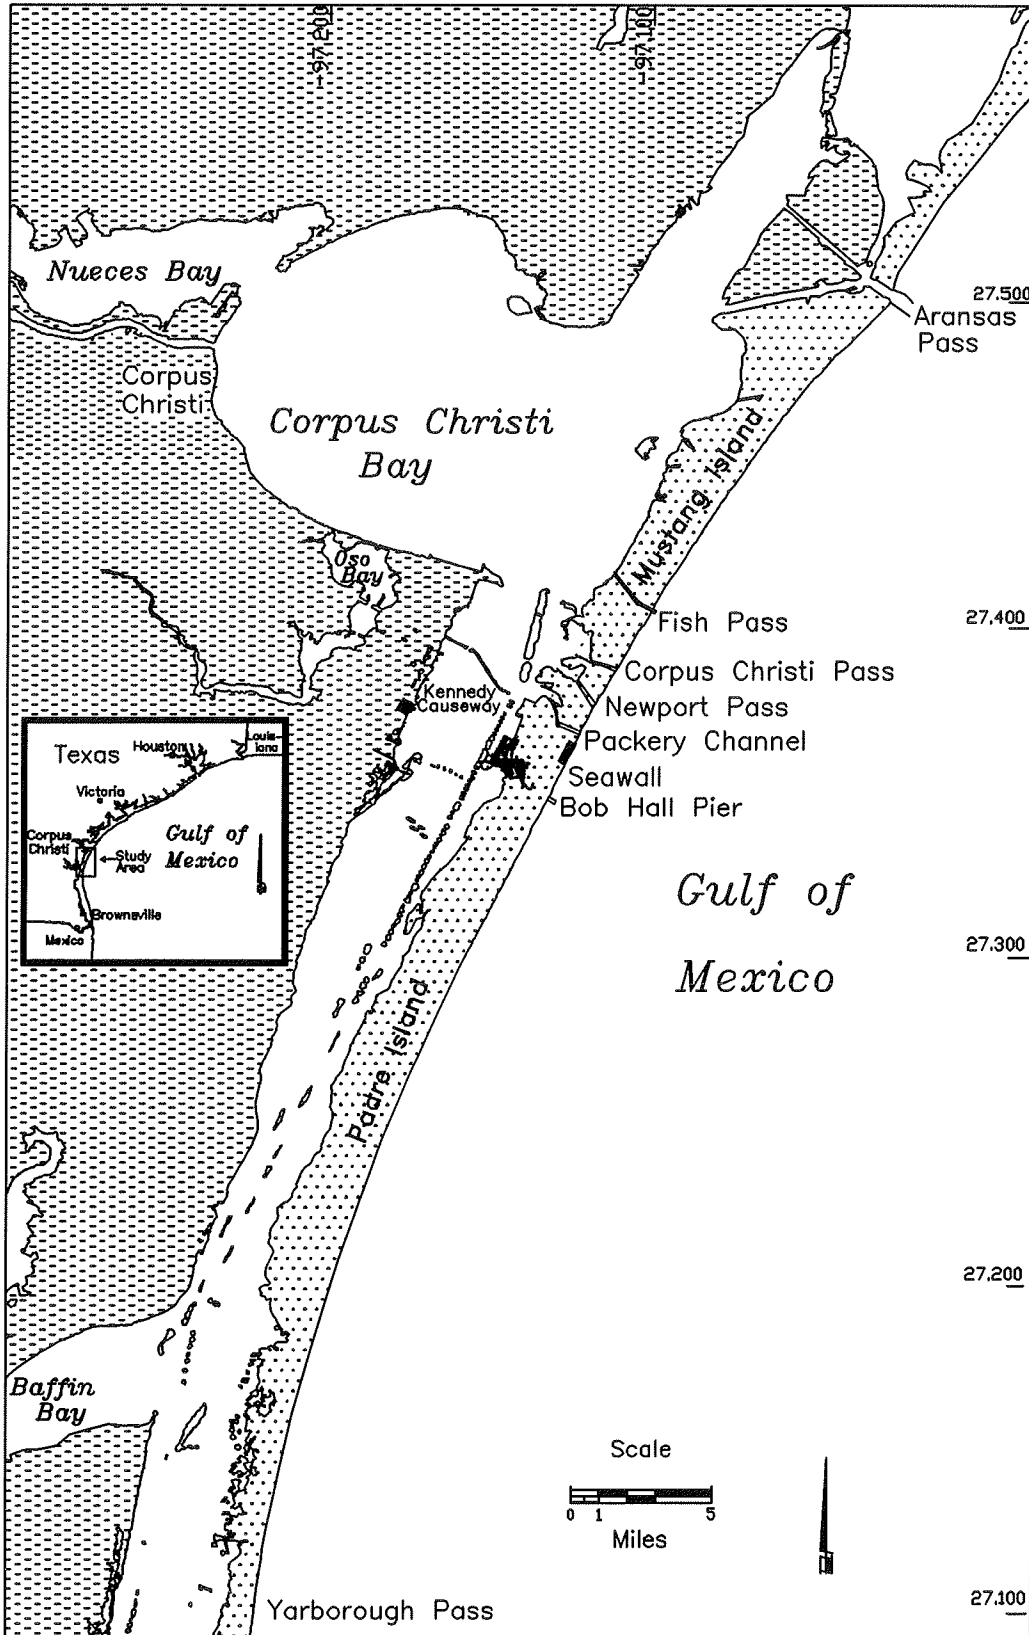 -97.200
-97.100
Nueces Bay
27.500
Aransas
Pass
Corpus
Christi
Corpus Christi
Bay
Mustang Island
Oso
Bay
Fish Pass
27.400
Corpus Christi Pass
Kennedy
Causeway
Newport Pass
Packery Channel
Seawall
Bob Hall Pier
Texas
Houston
Louis-
iana
Victoria
Corpus
Christi
Gulf of
Mexico
Study
Area
Brownsville
Mexico
Gulf of
Mexico
27.300
Padre Island
27.200
Baffin
Bay
Scale
0 1 5
Miles
Yarborough Pass
27.100